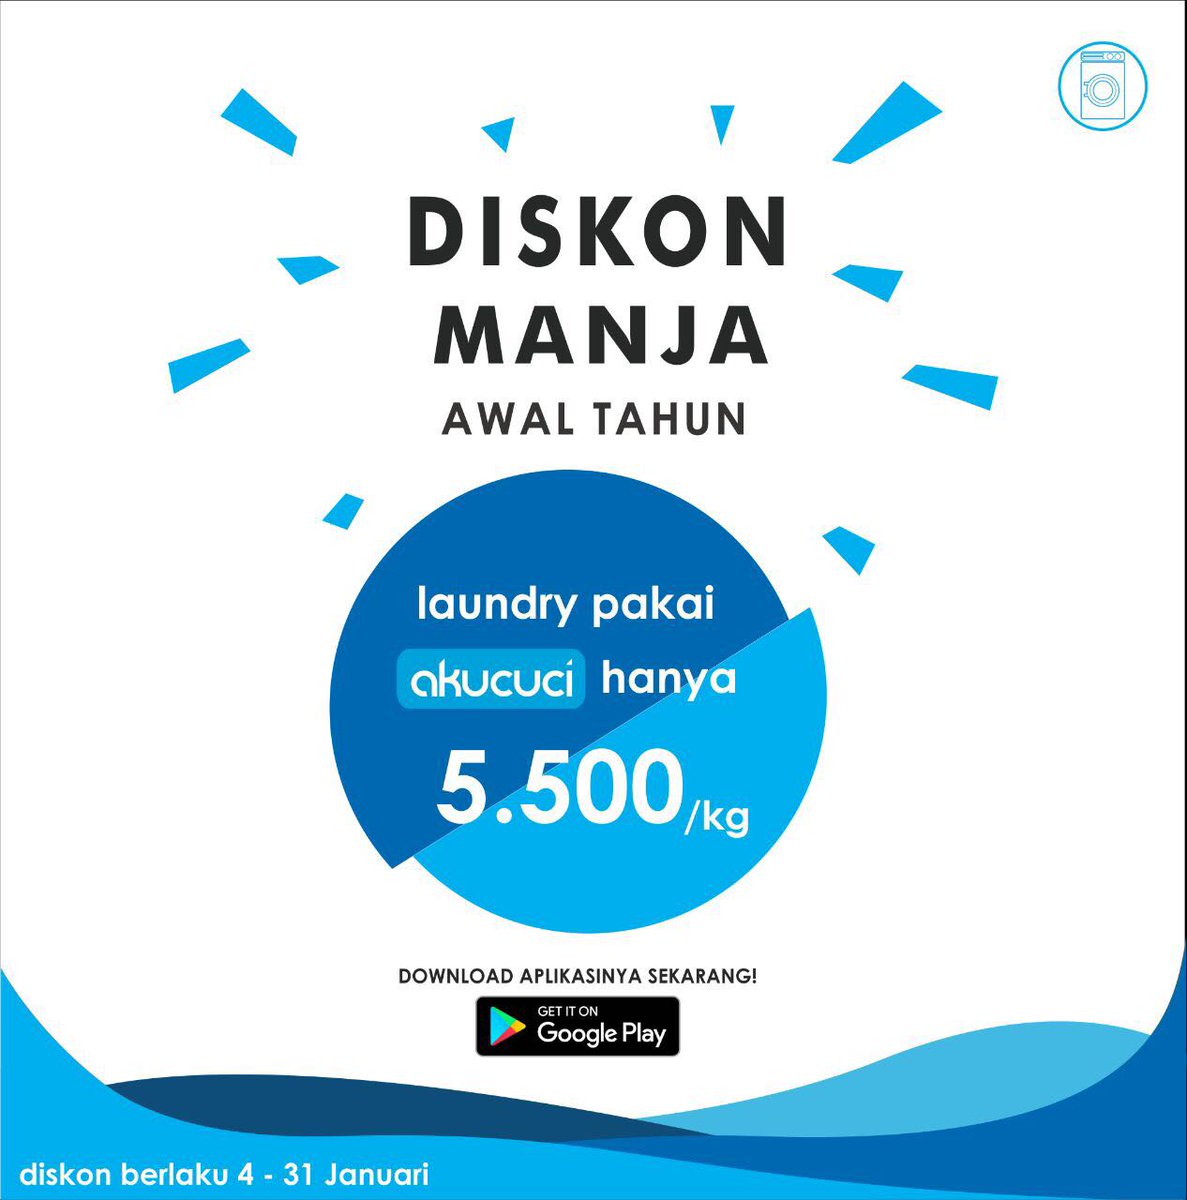 DISKON
MANJA
AWAL TAHUN
laundry pakai
akucuci hanya
5.500/kg
DOWNLOAD APLIKASINYA SEKARANG!
GET IT ON
Google Play
diskon berlaku 4 - 31 Januari